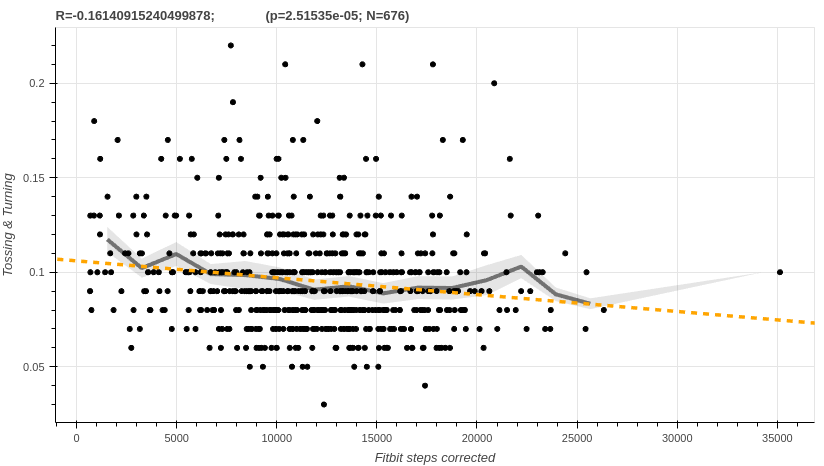 R=-0.16140915240499878; (p=2.51535e-05; N=676)
Tossing & Turning
0.2
0.15
0.1
0.05
0 5000 10000 15000 20000 25000 30000 35000
Fitbit steps corrected